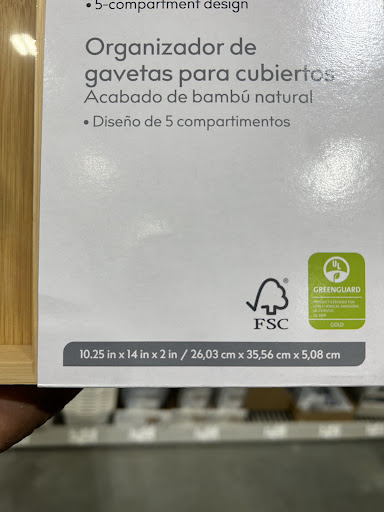 • 5-compartment design
Organizador de
gavetas para cubiertos
Acabado de bambú natural
• Diseño de 5 compartimentos
UL
GREENGUARD
GOLD
FSC
10.25 in x 14 in x 2 in / 26,03 cm x 35,56 cm x 5,08 cm